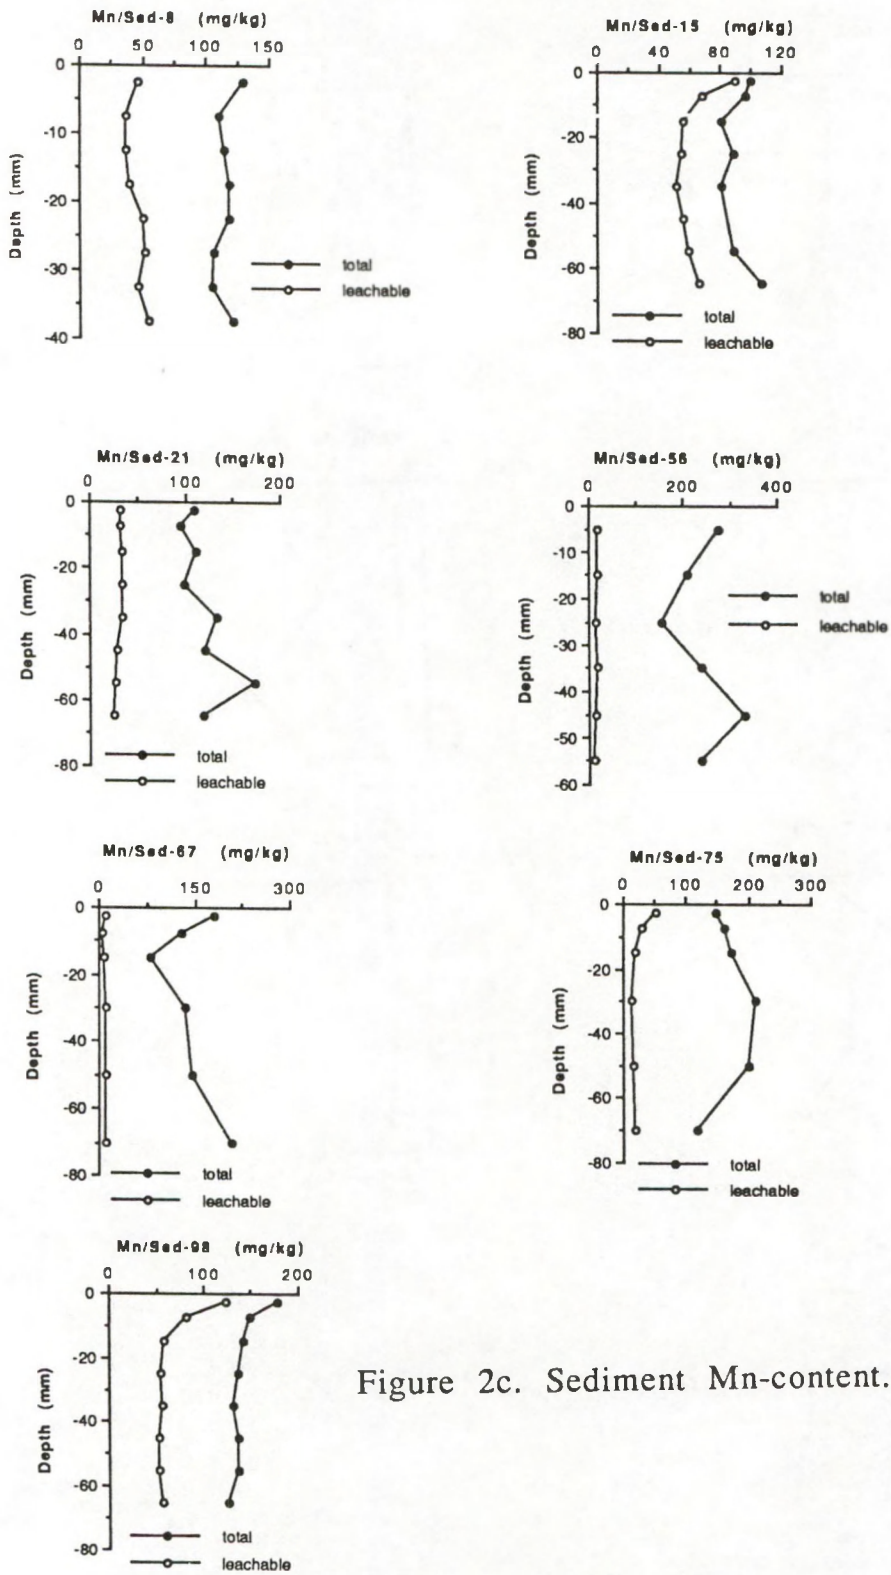 Mn/Sed-8 (mg/kg)
0 50 100 150
0
-10
-20
-30
-40
Depth (mm)
total
leachable
Mn/Sed-15 (mg/kg)
0 40 80 120
0
-20
-40
-60
-80
Depth (mm)
total
leachable
Mn/Sed-21 (mg/kg)
0 100 200
0
-20
-40
-60
-80
Depth (mm)
total
leachable
Mn/Sed-56 (mg/kg)
0 200 400
0
-10
-20
-30
-40
-50
-60
Depth (mm)
total
leachable
Mn/Sed-67 (mg/kg)
0 150 300
0
-20
-40
-60
-80
Depth (mm)
total
leachable
Mn/Sed-75 (mg/kg)
0 100 200 300
0
-20
-40
-60
-80
Depth (mm)
total
leachable
Mn/Sed-98 (mg/kg)
0 100 200
0
-20
-40
-60
-80
Depth (mm)
total
leachable
Figure 2c. Sediment Mn-content.